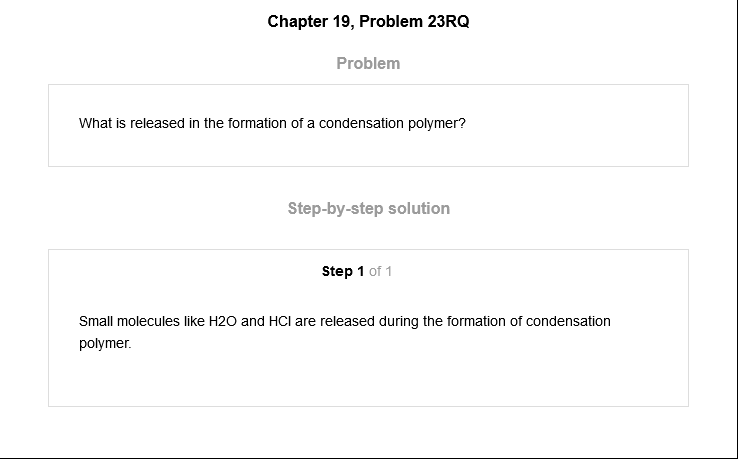 Chapter 19, Problem 23RQ
Problem
What is released in the formation of a condensation polymer?
Step-by-step solution
Step 1 of 1
Small molecules like H2O and HCl are released during the formation of condensation
polymer.